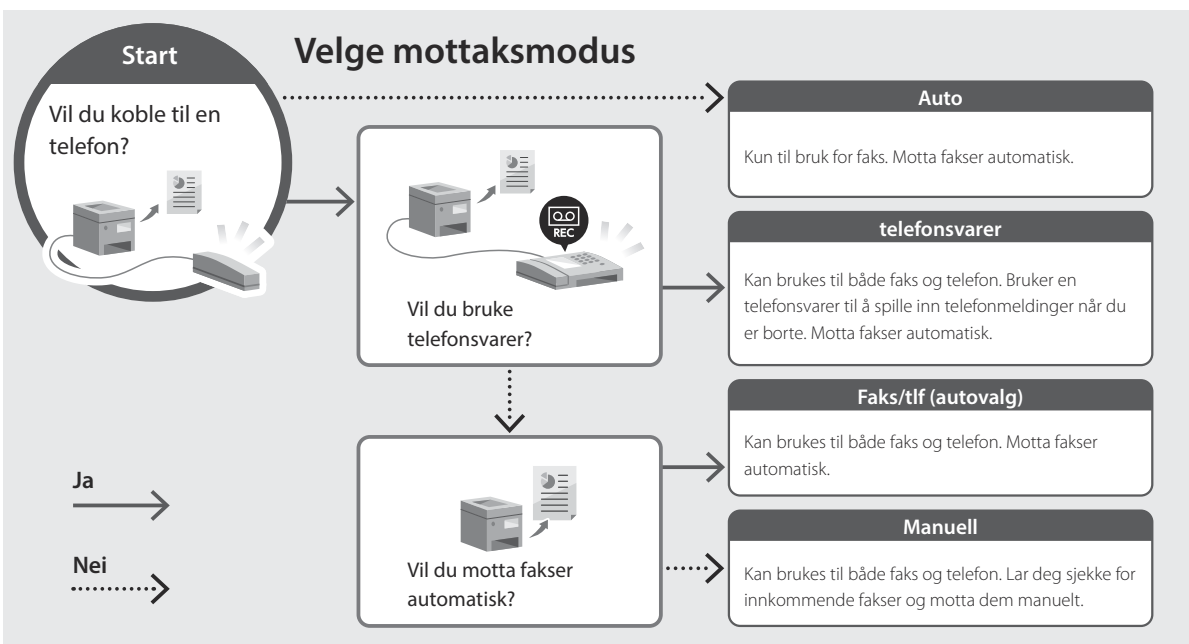 Start
Velge mottaksmodus
Vil du koble til en
telefon?
Auto
Kun til bruk for faks. Motta fakser automatisk.
REC
Vil du bruke
telefonsvarer?
telefonsvarer
Kan brukes til både faks og telefon. Bruker en
telefonsvarer til å spille inn telefonmeldinger når du
er borte. Motta fakser automatisk.
Faks/tlf (autovalg)
Kan brukes til både faks og telefon. Motta fakser
automatisk.
Vil du motta fakser
automatisk?
Manuell
Kan brukes til både faks og telefon. Lar deg sjekke for
innkommende fakser og motta dem manuelt.
Ja
Nei